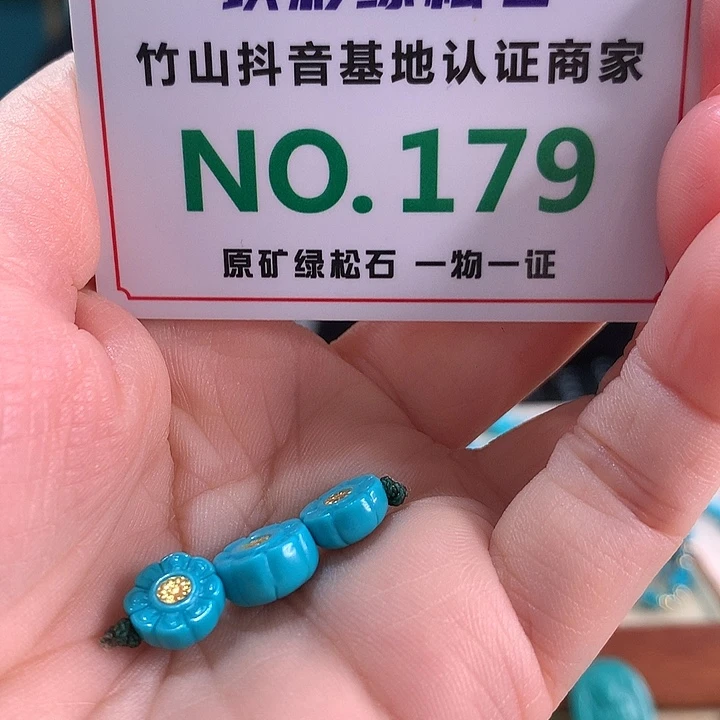 竹山抖音基地认证商家
NO.179
原矿绿松石 一物一证